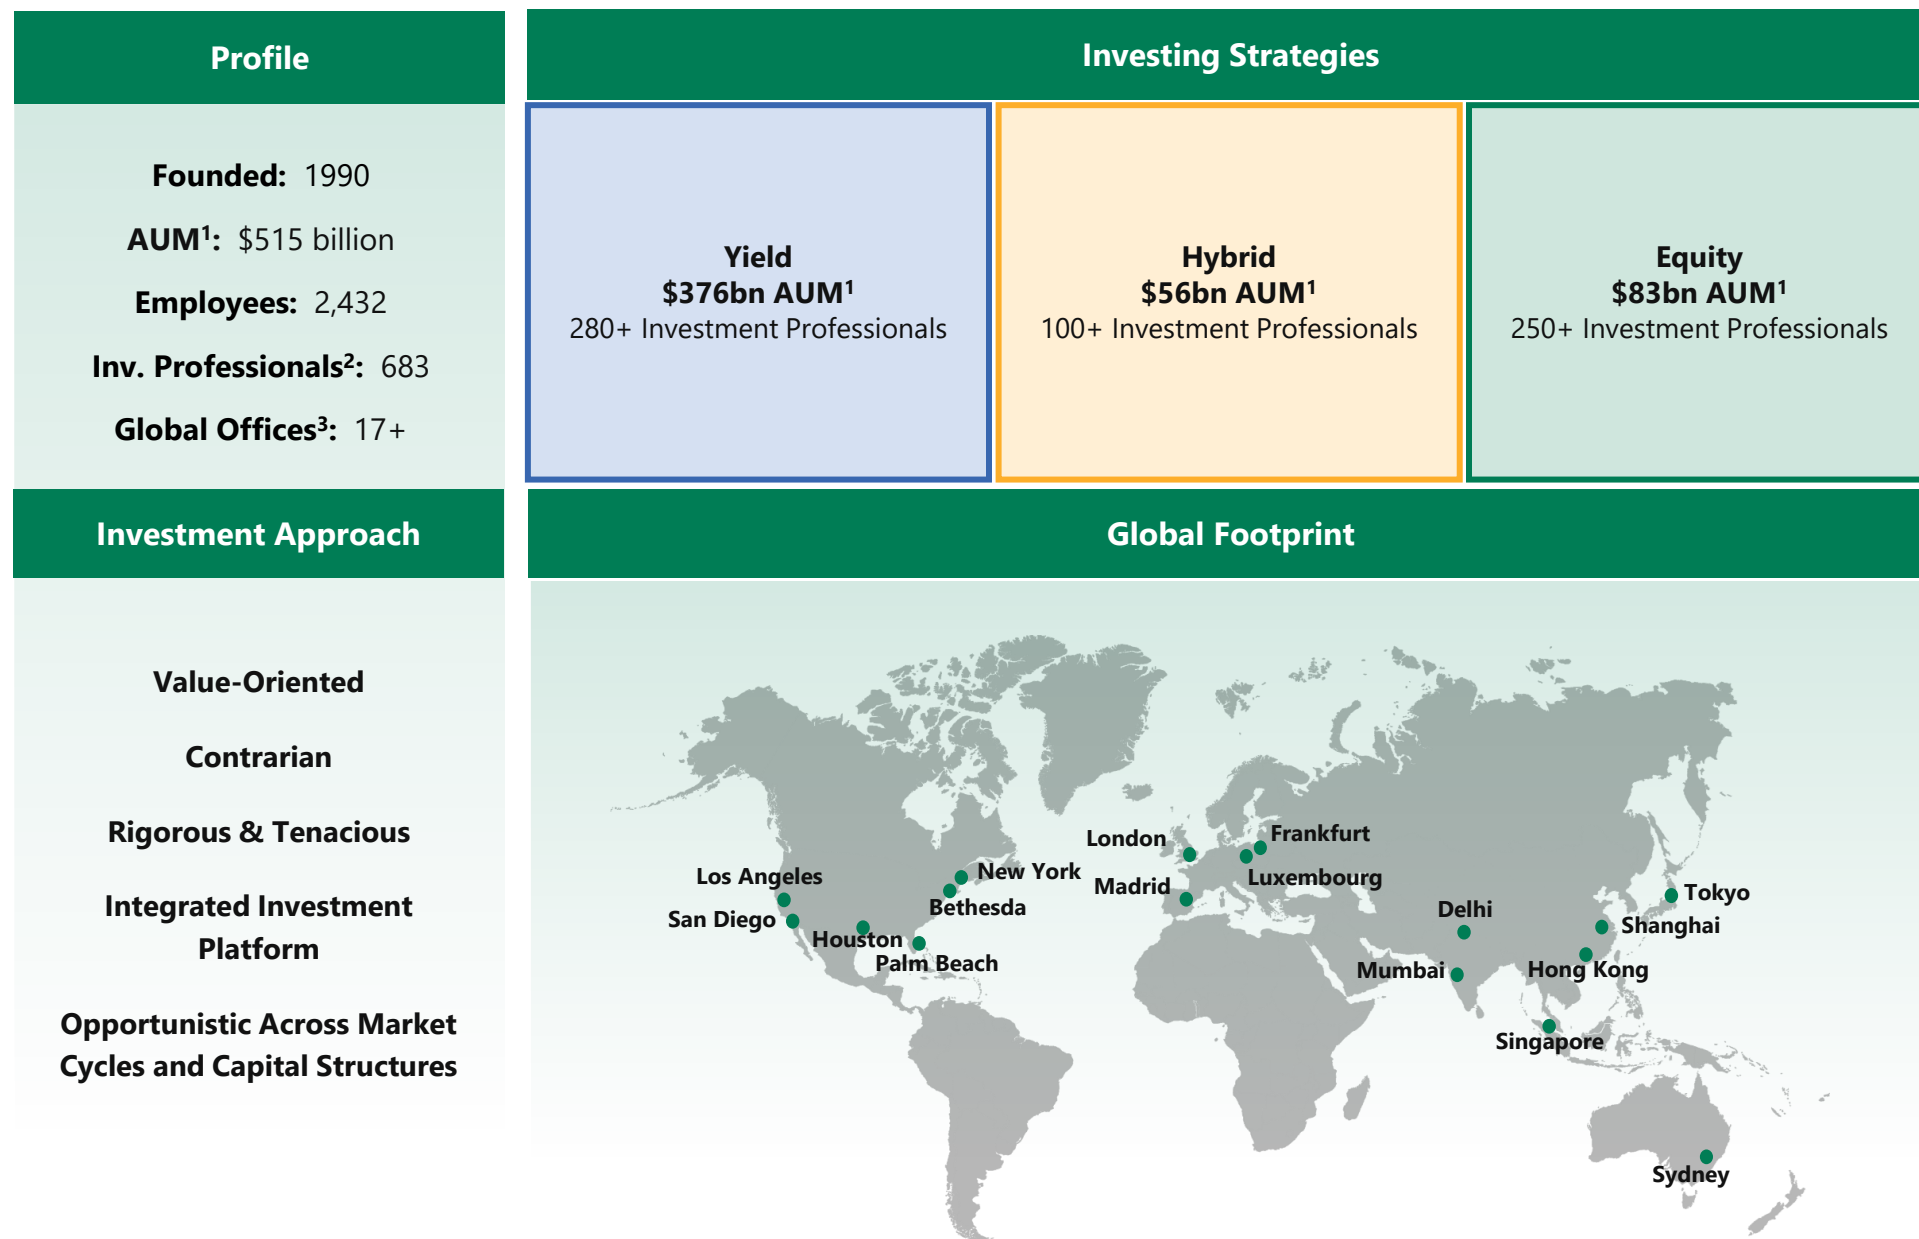 Profile
Founded: 1990
AUM¹: $515 billion
Employees: 2,432
Inv. Professionals²: 683
Global Offices³: 17+
Investing Strategies
Yield
$376bn AUM¹
280+ Investment Professionals
Hybrid
$56bn AUM¹
100+ Investment Professionals
Equity
$83bn AUM¹
250+ Investment Professionals
Investment Approach
Value-Oriented
Contrarian
Rigorous & Tenacious
Integrated Investment
Platform
Opportunistic Across Market
Cycles and Capital Structures
Global Footprint
London
Frankfurt
Los Angeles
New York
Madrid
Luxembourg
San Diego
Bethesda
Tokyo
Delhi
Shanghai
Houston
Palm Beach
Mumbai
Hong Kong
Singapore
Sydney